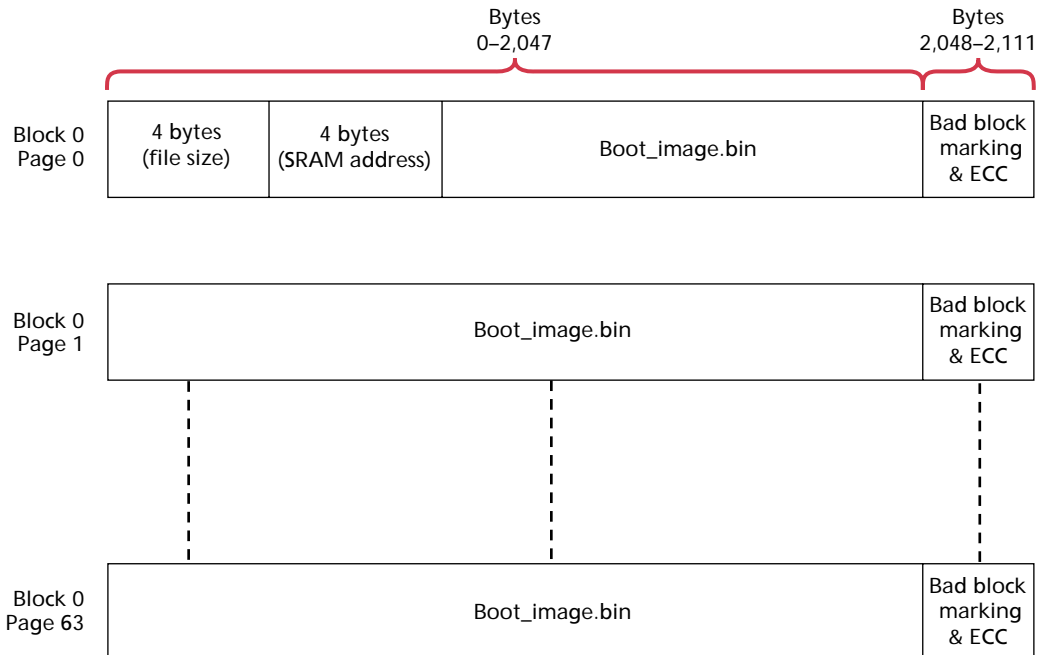 Bytes
0–2,047
Bytes
2,048–2,111
Block 0
Page 0
4 bytes
(file size)
4 bytes
(SRAM address)
Boot_image.bin
Bad block
marking
& ECC
Block 0
Page 1
Boot_image.bin
Bad block
marking
& ECC
Block 0
Page 63
Boot_image.bin
Bad block
marking
& ECC